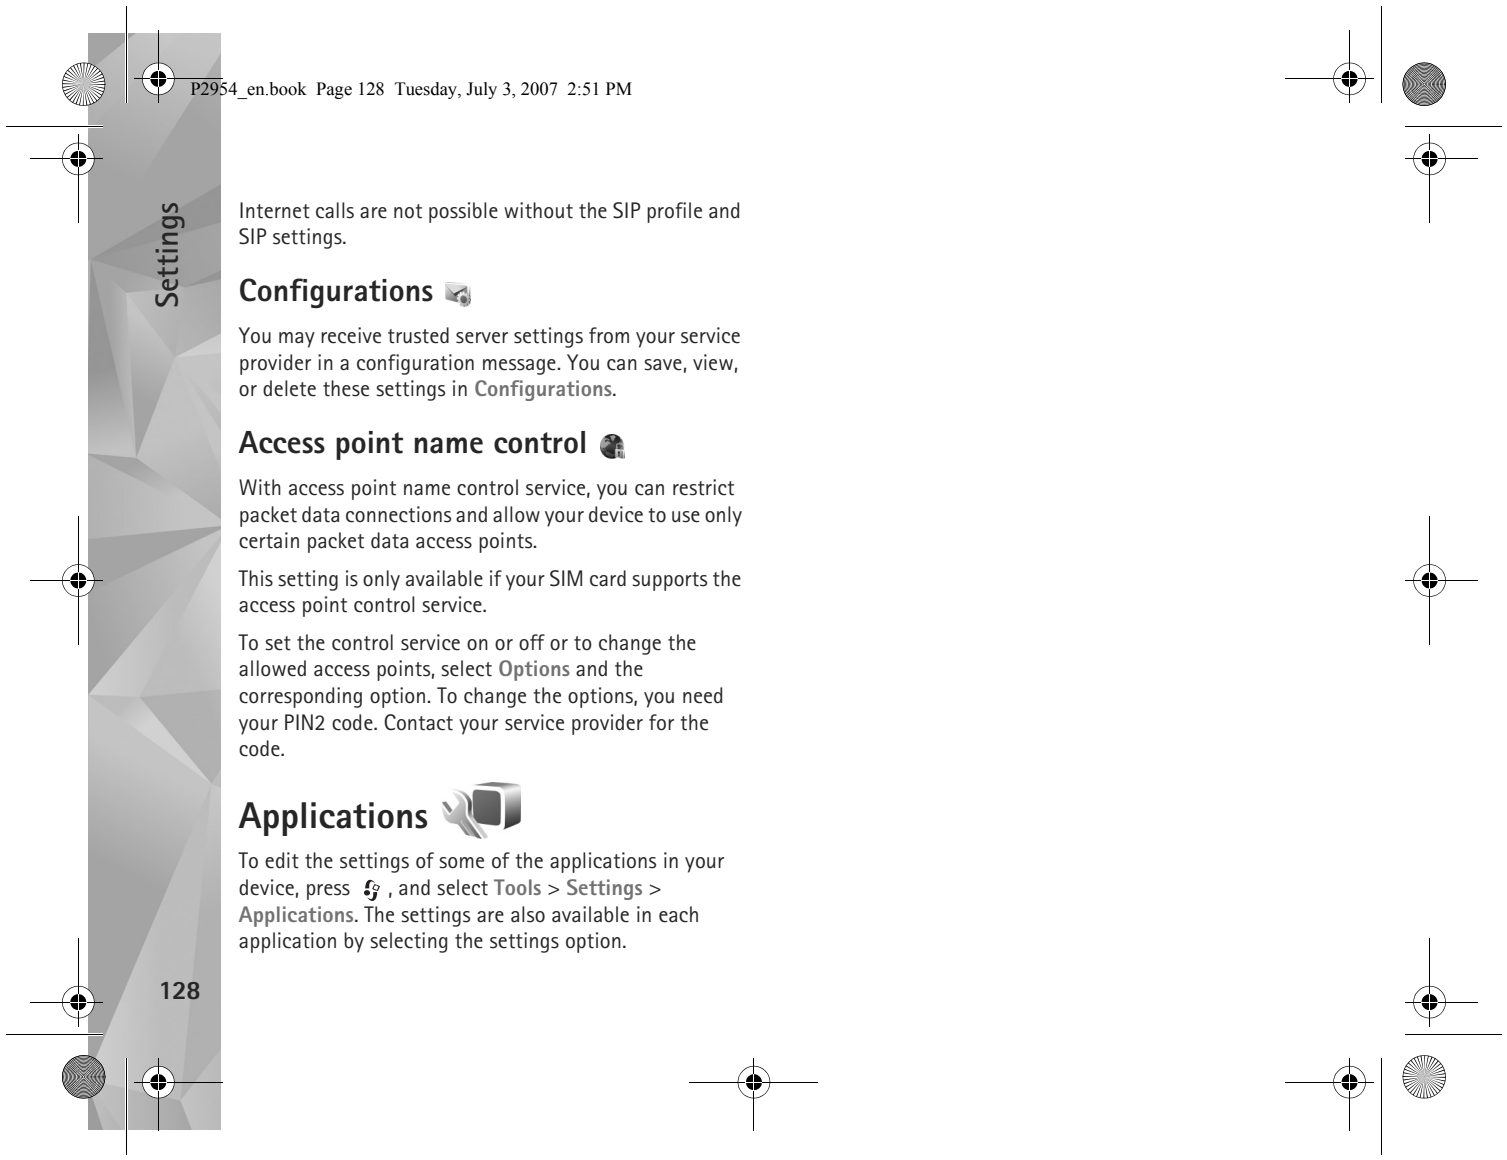 P2954_en.book Page 128 Tuesday, July 3, 2007 2:51 PM
Settings
Internet calls are not possible without the SIP profile and
SIP settings.
Configurations
You may receive trusted server settings from your service
provider in a configuration message. You can save, view,
or delete these settings in Configurations.
Access point name control
With access point name control service, you can restrict
packet data connections and allow your device to use only
certain packet data access points.
This setting is only available if your SIM card supports the
access point control service.
To set the control service on or off or to change the
allowed access points, select Options and the
corresponding option. To change the options, you need
your PIN2 code. Contact your service provider for the
code.
Applications
To edit the settings of some of the applications in your
device, press , and select Tools > Settings >
Applications. The settings are also available in each
application by selecting the settings option.
128